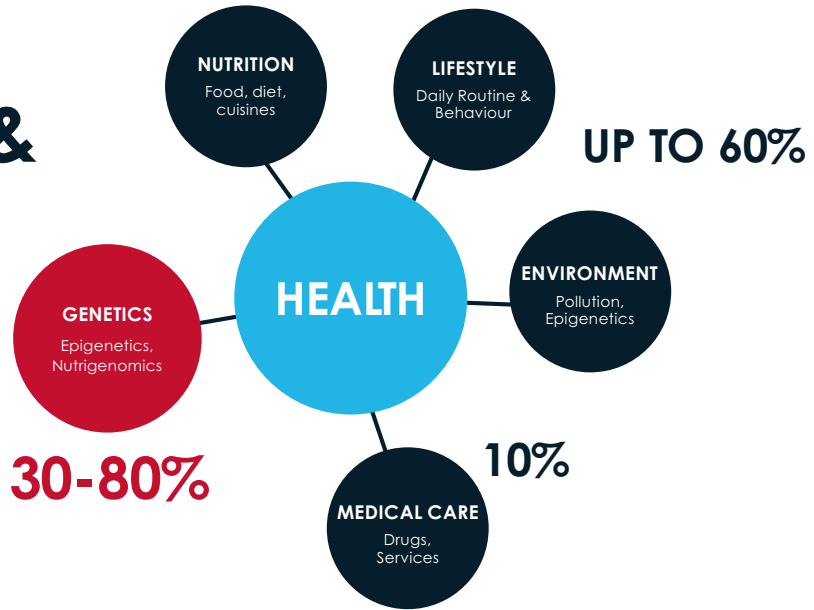 NUTRITION
Food, diet,
cuisines
LIFESTYLE
Daily Routine &
Behaviour
&
UP TO 60%
HEALTH
ENVIRONMENT
Pollution,
Epigenetics
GENETICS
Epigenetics,
Nutrigenomics
30-80%
10%
MEDICAL CARE
Drugs,
Services